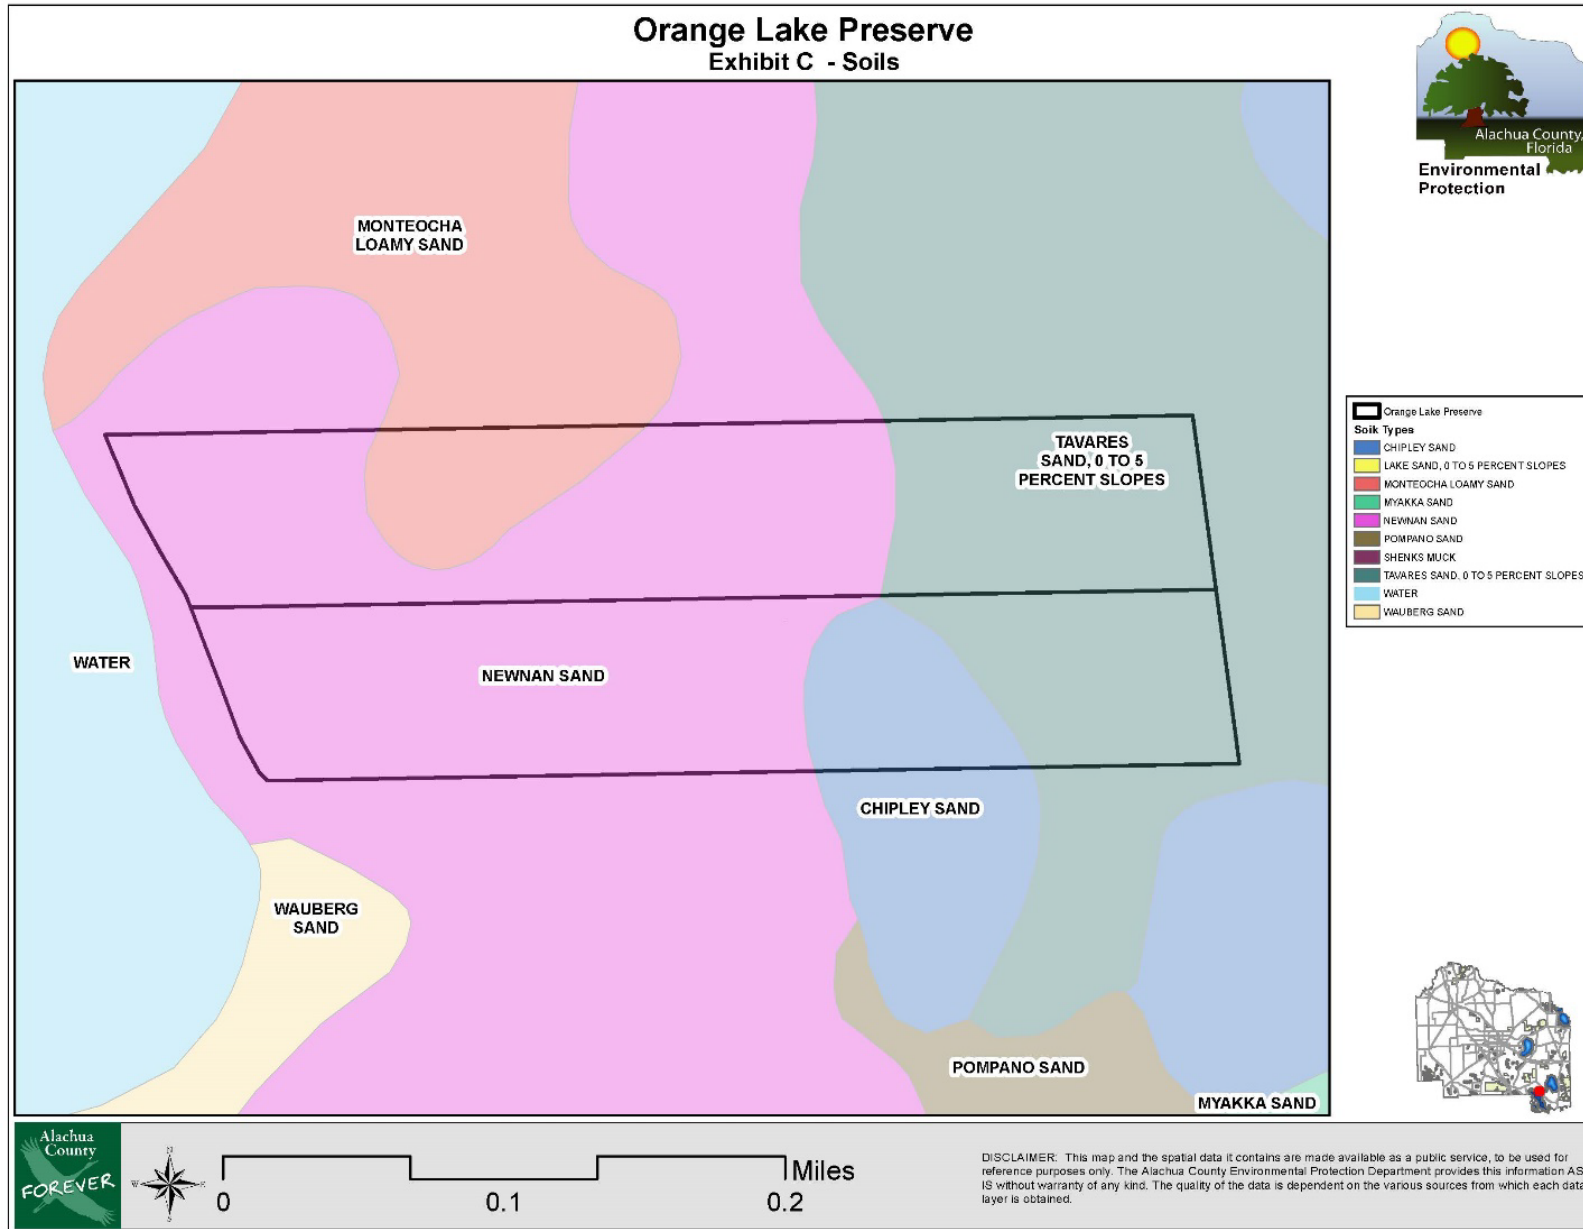 Orange Lake Preserve
Exhibit C - Soils
Alachua County,
Florida
Environmental
Protection
MONTEOCHA
LOAMY SAND
TAVARES
SAND, 0 TO 5
PERCENT SLOPES
WATER
NEWNAN SAND
CHIPLEY SAND
WAUBERG
SAND
POMPANO SAND
MYAKKA SAND
Orange Lake Preserve
Soik Types
CHIPLEY SAND
LAKE SAND, 0 TO 5 PERCENT SLOPES
MONTEOCHA LOAMY SAND
MYAKKA SAND
NEWNAN SAND
POMPANO SAND
SHENKS MUCK
TAVARES SAND, 0 TO 5 PERCENT SLOPES
WATER
WAUBERG SAND
Alachua
County
FOREVER
N
W E
S
0 0.1 0.2 Miles
DISCLAIMER: This map and the spatial data it contains are made available as a public service, to be used for
reference purposes only. The Alachua County Environmental Protection Department provides this information AS
IS without warranty of any kind. The quality of the data is dependent on the various sources from which each data
layer is obtained.